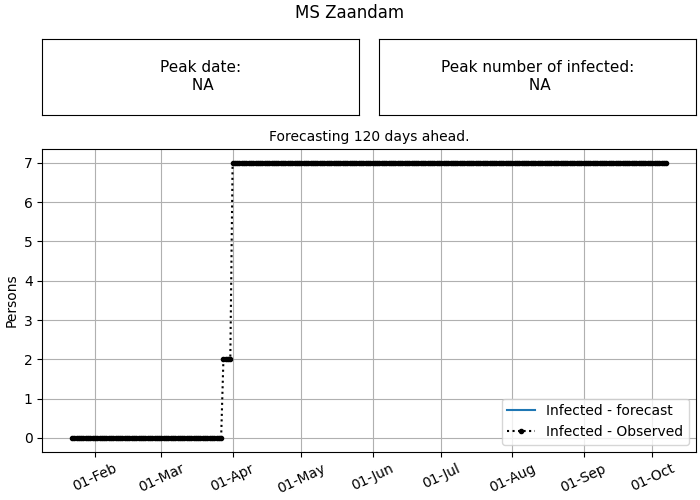 MS Zaandam
Peak date:
NA
Peak number of infected:
NA
Forecasting 120 days ahead.
Persons
7
6
5
4
3
2
1
0
01-Feb
01-Mar
01-Apr
01-May
01-Jun
01-Jul
01-Aug
01-Sep
01-Oct
Infected - forecast
Infected - Observed